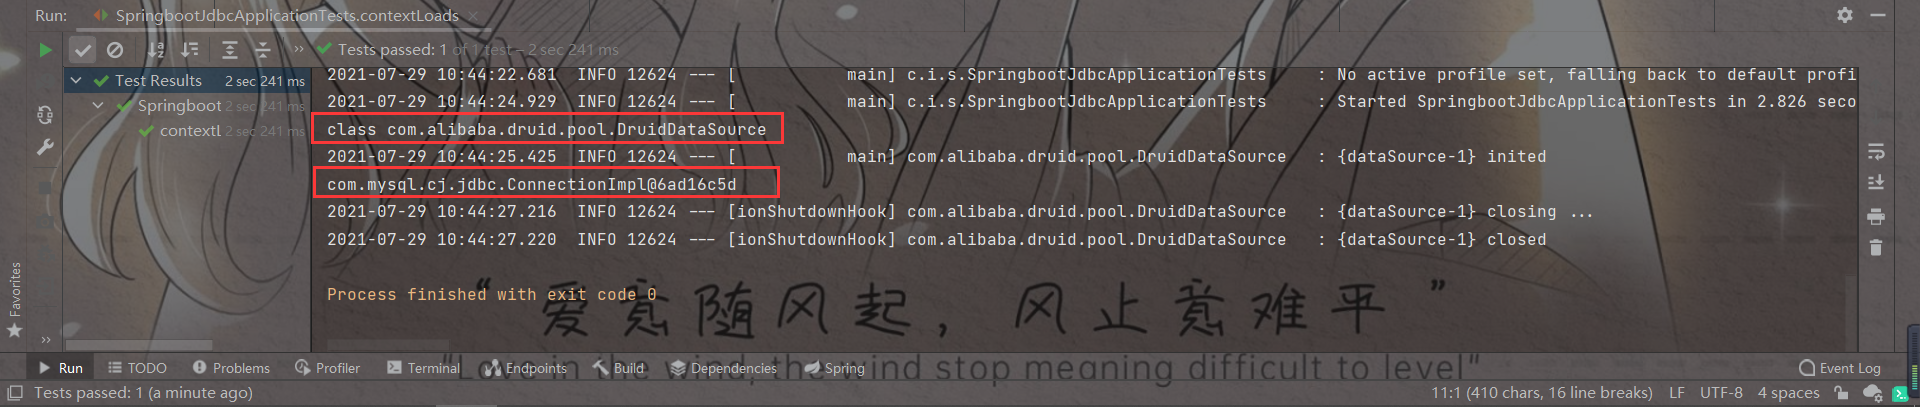 Run: SpringbootJdbcApplicationTests.contextLoads ×
» Tests passed: 1 of 1 test – 2 sec 241 ms
Test Results 2 sec 241 ms
Springboot 2 sec 241 ms
contextL 2 sec 241 ms
2021-07-29 10:44:22.681  INFO 12624 --- [           main] c.i.s.SpringbootJdbcApplicationTests     : No active profile set, falling back to default profi
2021-07-29 10:44:24.929  INFO 12624 --- [           main] c.i.s.SpringbootJdbcApplicationTests     : Started SpringbootJdbcApplicationTests in 2.826 seco
class com.alibaba.druid.pool.DruidDataSource
2021-07-29 10:44:25.425  INFO 12624 --- [           main] com.alibaba.druid.pool.DruidDataSource   : {dataSource-1} inited
com.mysql.cj.jdbc.ConnectionImpl@6ad16c5d
2021-07-29 10:44:27.216  INFO 12624 --- [ionShutdownHook] com.alibaba.druid.pool.DruidDataSource   : {dataSource-1} closing ...
2021-07-29 10:44:27.220  INFO 12624 --- [ionShutdownHook] com.alibaba.druid.pool.DruidDataSource   : {dataSource-1} closed
Process finished with exit code 0
“爱意随风起，风止意难平”
"Love in the wind, the wind stop meaning difficult to level"
Favorites
»
Run TODO Problems Profiler Terminal Endpoints Build Dependencies Spring Event Log
Tests passed: 1 (a minute ago) 11:1 (410 chars, 16 line breaks) LF UTF-8 4 spaces